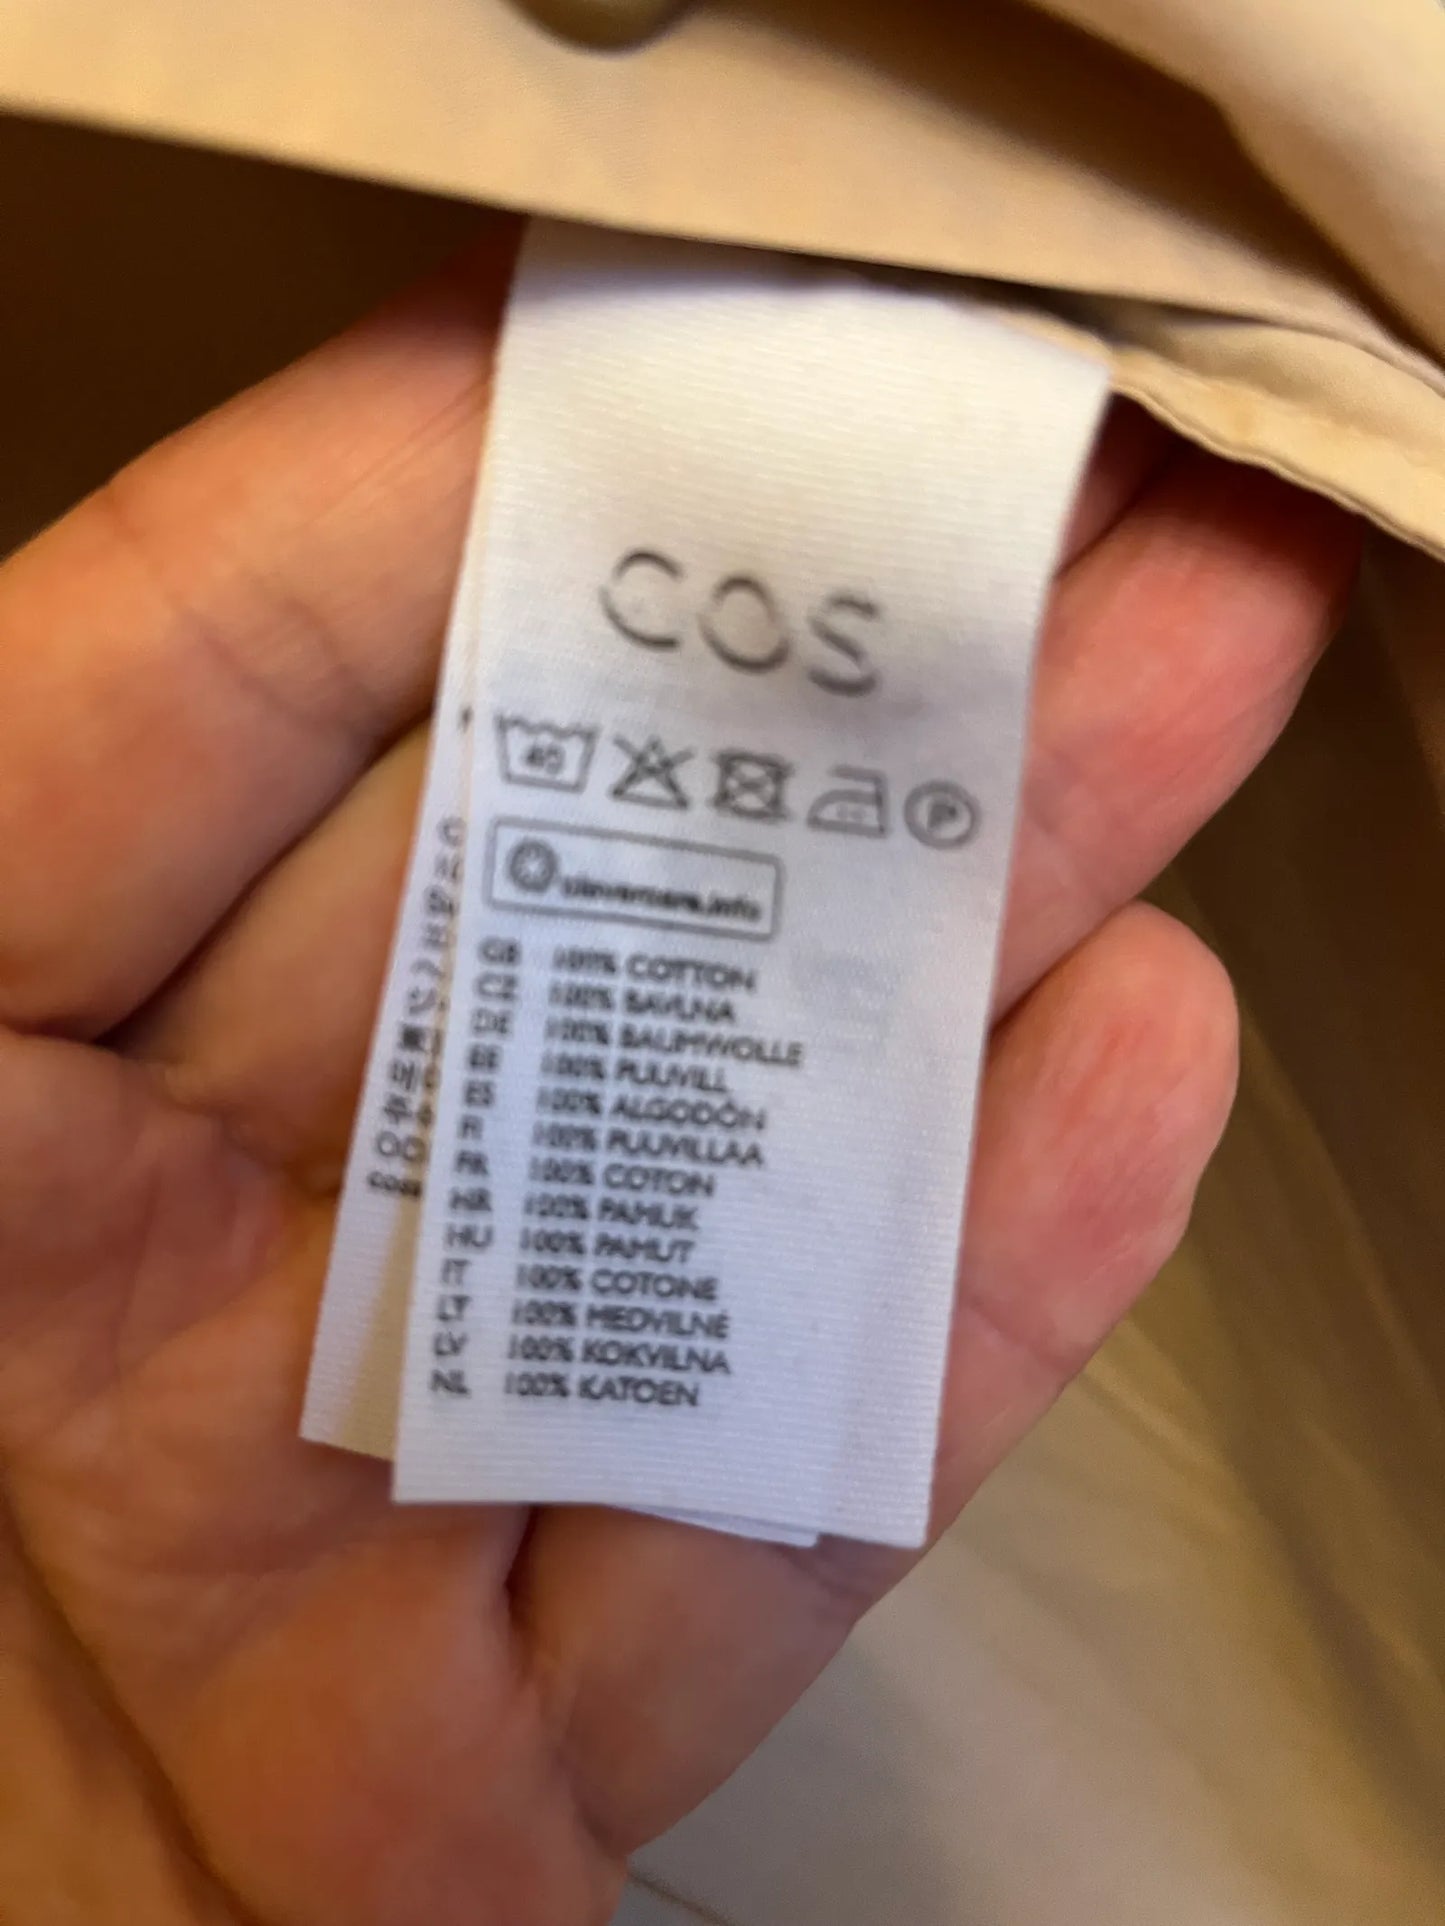 COS
40
P
clevercare.info
GB 100% COTTON
CZ 100% BAVLNA
DE 100% BAUMWOLLE
EE 100% PUUVILL
ES 100% ALGODÓN
FI 100% PUUVILLAA
FR 100% COTON
HR 100% PAMUK
HU 100% PAMUT
IT 100% COTONE
LT 100% MEDVILNĖ
LV 100% KOKVILNA
NL 100% KATOEN